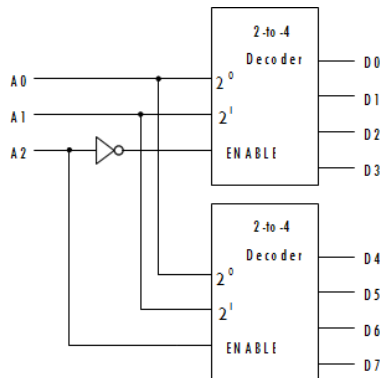 2-to -4
Decoder
A0
2⁰
D0
D1
A1
2¹
D2
A2
ENABLE
D3
2-to -4
Decoder
D4
2⁰
D5
2¹
D6
ENABLE
D7